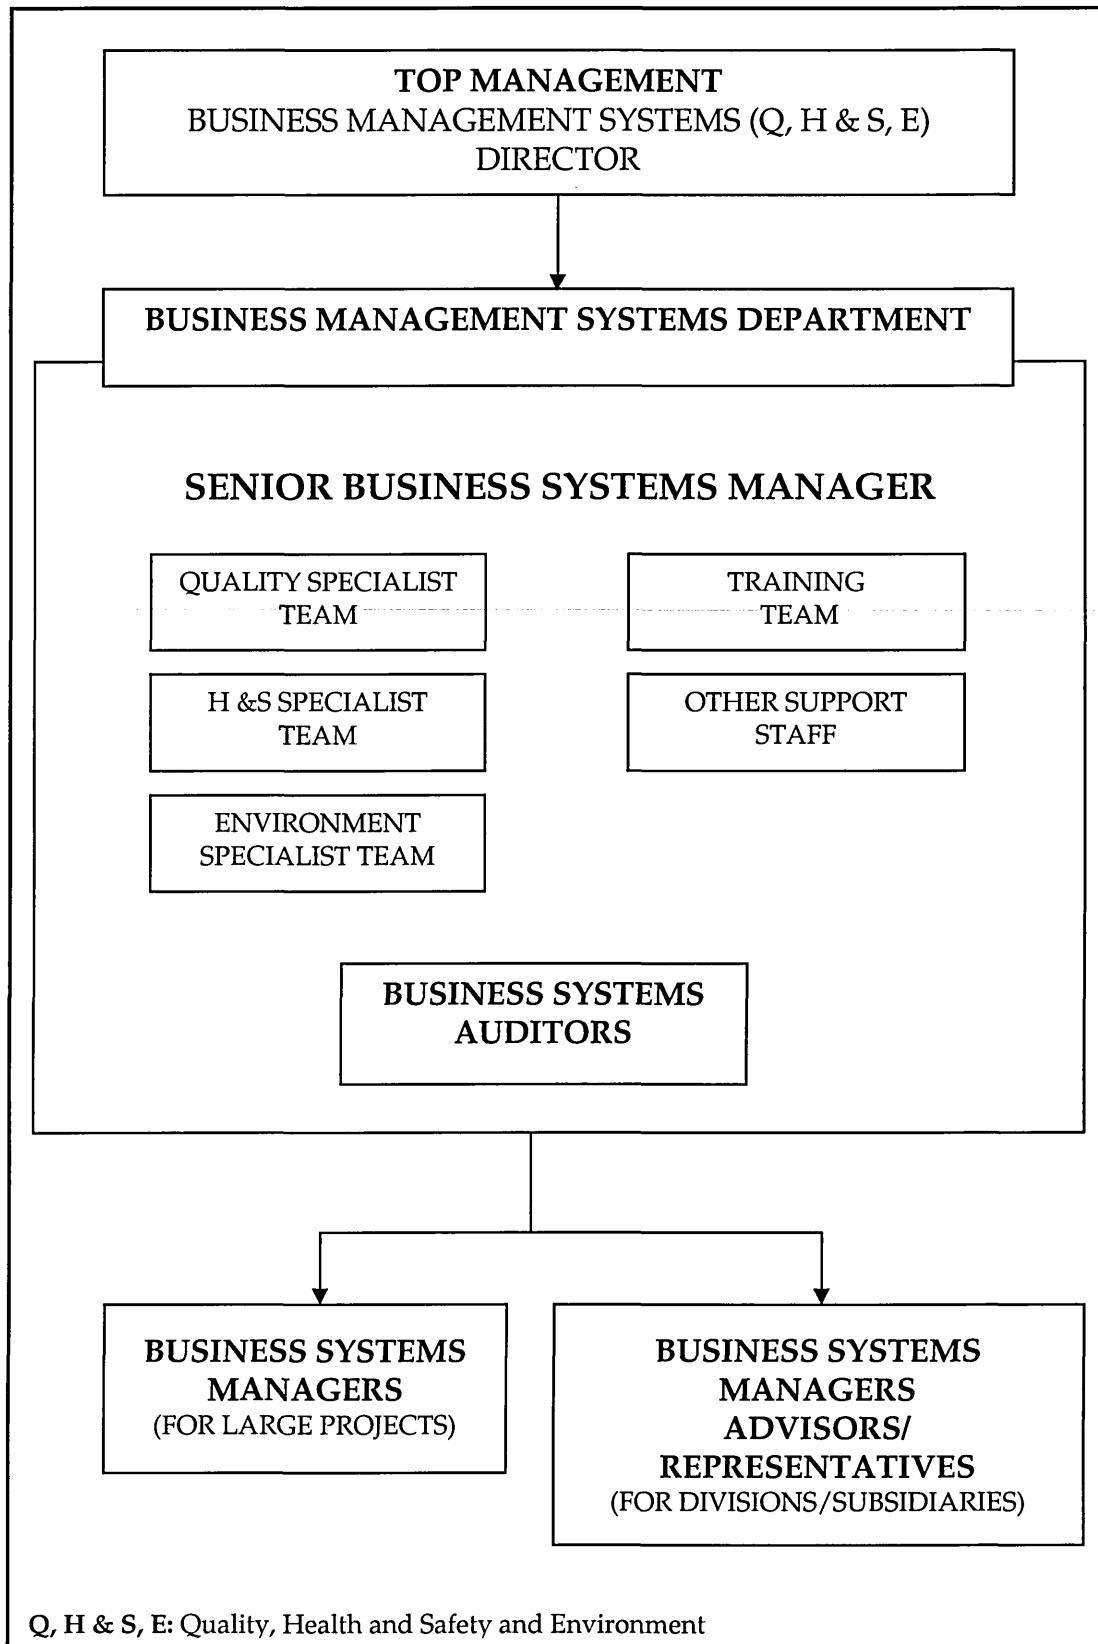 TOP MANAGEMENT
BUSINESS MANAGEMENT SYSTEMS (Q, H & S, E)
DIRECTOR
BUSINESS MANAGEMENT SYSTEMS DEPARTMENT
SENIOR BUSINESS SYSTEMS MANAGER
QUALITY SPECIALIST
TEAM
TRAINING
TEAM
H &S SPECIALIST
TEAM
OTHER SUPPORT
STAFF
ENVIRONMENT
SPECIALIST TEAM
BUSINESS SYSTEMS
AUDITORS
BUSINESS SYSTEMS
MANAGERS
(FOR LARGE PROJECTS)
BUSINESS SYSTEMS
MANAGERS
ADVISORS/
REPRESENTATIVES
(FOR DIVISIONS/SUBSIDIARIES)
Q, H & S, E: Quality, Health and Safety and Environment